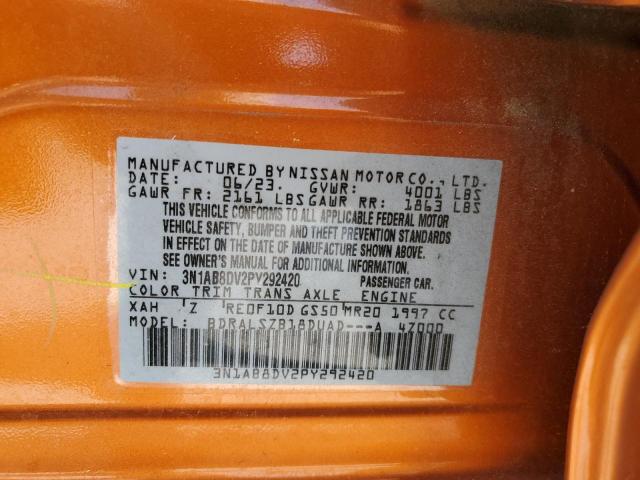 MANUFACTURED BY NISSAN MOTOR CO., LTD.
DATE: 06/23. GVWR: 4001 LBS
GAWR FR: 2161 LBS GAWR RR: 1863 LBS
THIS VEHICLE CONFORMS TO ALL APPLICABLE FEDERAL MOTOR
VEHICLE SAFETY, BUMPER AND THEFT PREVENTION STANDARDS
IN EFFECT ON THE DATE OF MANUFACTURE SHOWN ABOVE.
SEE OWNER'S MANUAL FOR ADDITIONAL INFORMATION.
VIN: 3N1AB8DV2PY292420 PASSENGER CAR.
COLOR TRIM TRANS AXLE ENGINE
XAH Z RE0F10D GS50 MR20 1997 CC
MODEL: BDRALSZB18DUAD---A 4Z000
3N1AB8DV2PY292420